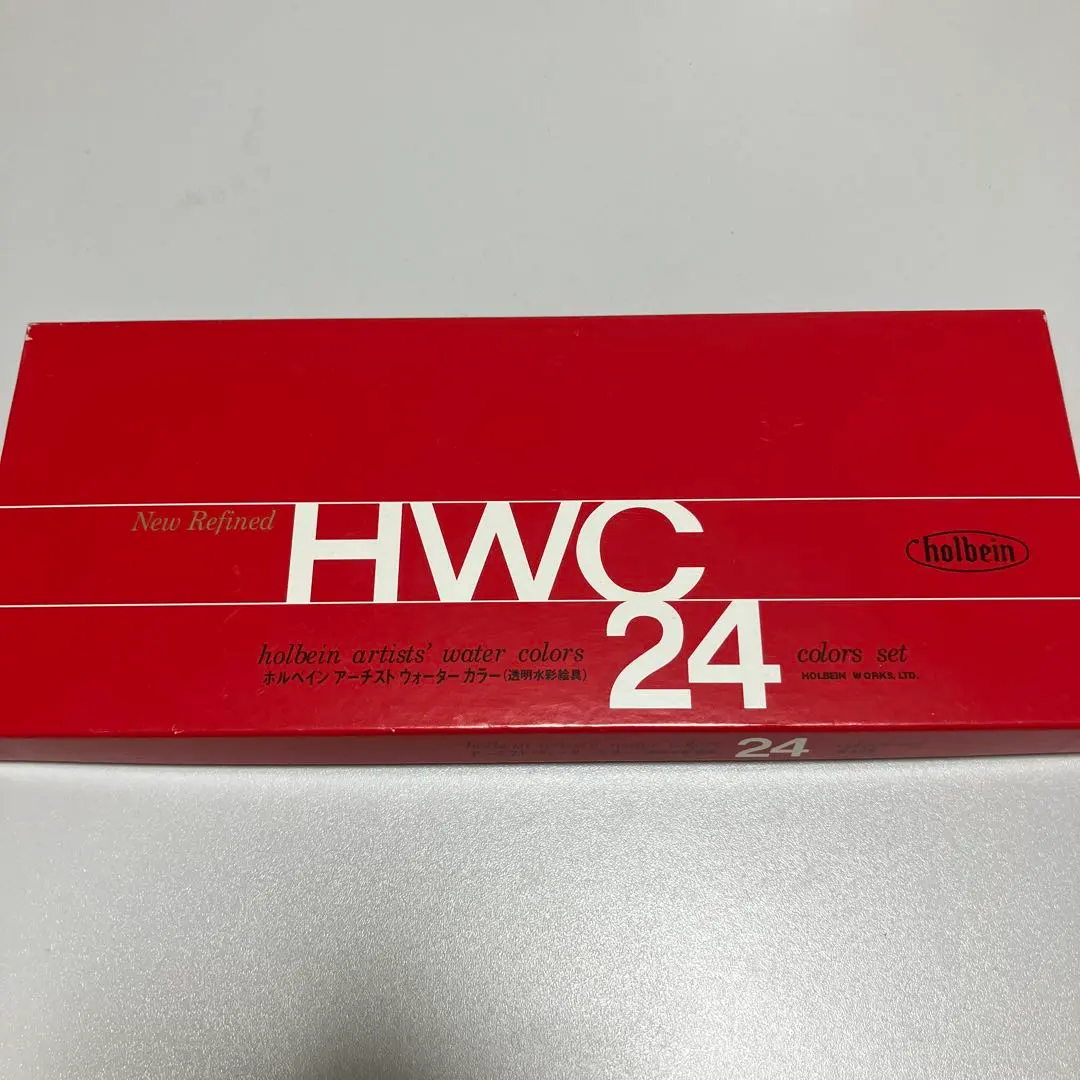 New Refined
HWC
holbein
24
holbein artists' water colors
colors set
ホルベイン アーチスト ウォーター カラー(透明水彩絵具)
HOLBEIN WORKS, LTD.
24